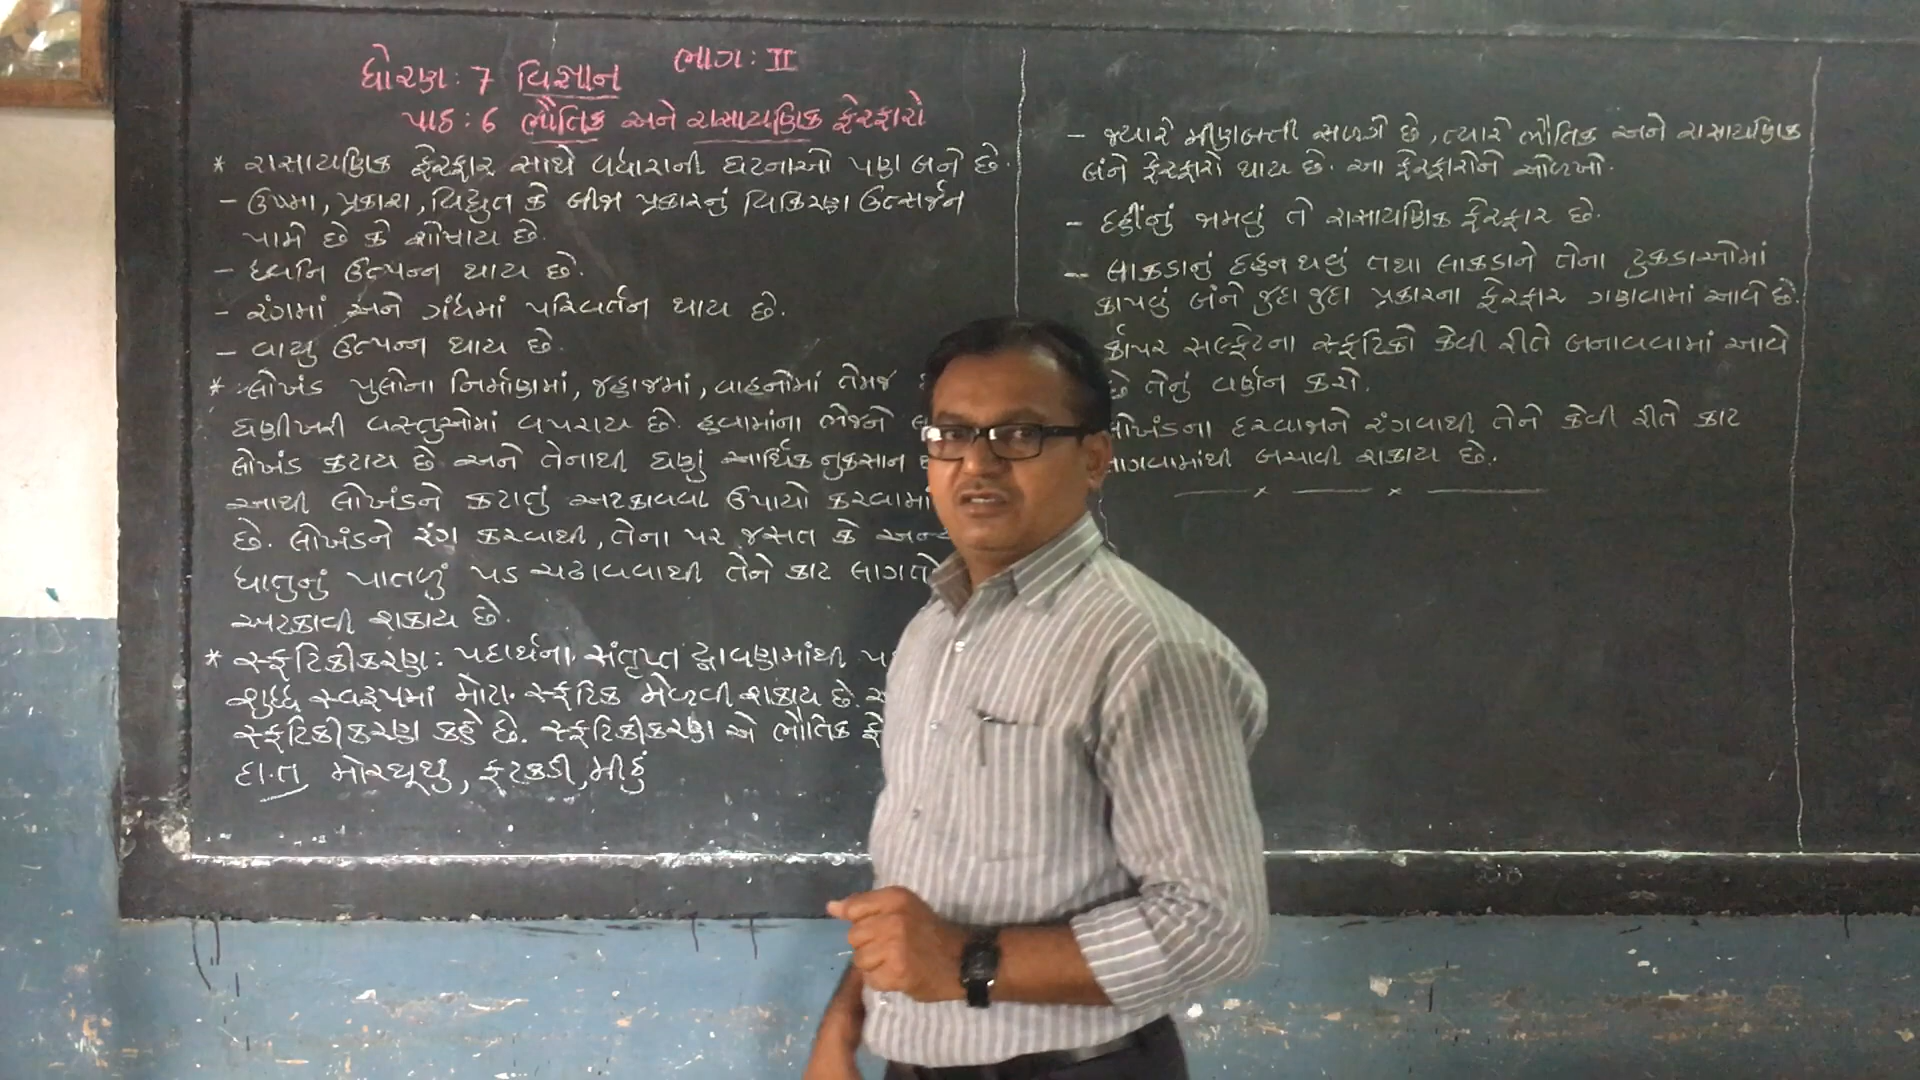 ધોરણ: 7 વિજ્ઞાન ભાગ: II
પાઠ: 6 ભૌતિક અને રાસાયણિક ફેરફારો
* રાસાયણિક ફેરફાર સાથે વધારાની ઘટનાઓ પણ બને છે.
- ઉષ્મા, પ્રકાશ, વિદ્યુત કે બીજા પ્રકારનું વિકિરણ ઉત્સર્જન
પામે છે કે શોષાય છે.
- ધ્વનિ ઉત્પન્ન થાય છે.
- રંગમાં અને ગંધમાં પરિવર્તન થાય છે.
- વાયુ ઉત્પન્ન થાય છે.
* લોખંડ પુલોના નિર્માણમાં, જહાજમાં, વાહનોમાં તેમજ
ઘણીખરી વસ્તુઓમાં વપરાય છે. હવામાંના ભેજને
લોખંડ કટાય છે અને તેનાથી ઘણું આર્થિક નુકસાન
આથી લોખંડને કટાતું અટકાવવા ઉપાયો કરવામાં
છે. લોખંડને રંગ કરવાથી, તેના પર જસત કે
ધાતુનું પાતળું પડ ચઢાવવાથી તેને કાટ લાગતો
અટકાવી શકાય છે.
* સ્ફટિકીકરણ: પદાર્થના સંતૃપ્ત દ્રાવણમાંથી
શુદ્ધ સ્વરૂપમાં મોટા સ્ફટિક મેળવી શકાય છે.
સ્ફટિકીકરણ કહે છે. સ્ફટિકીકરણ એ ભૌતિક
દા.ત મોરથૂથુ, ફટકડી, મીઠું
- જ્યારે મીણબત્તી સળગે છે, ત્યારે ભૌતિક અને રાસાયણિક
બંને ફેરફારો થાય છે. આ ફેરફારોને ઓળખો.
- દહીંનું જામવું તે રાસાયણિક ફેરફાર છે.
- લાકડાનું દહન થવું તથા લાકડાને તેના ટુકડાઓમાં
કાપવું બંને જુદા જુદા પ્રકારના ફેરફાર ગણવામાં આવે છે.
કૉપર સલ્ફેટના સ્ફટિકો કેવી રીતે બનાવવામાં આવે
છે તેનું વર્ણન કરો.
લોખંડના દરવાજાને રંગવાથી તેને કેવી રીતે કાટ
લાગવામાંથી બચાવી શકાય છે.